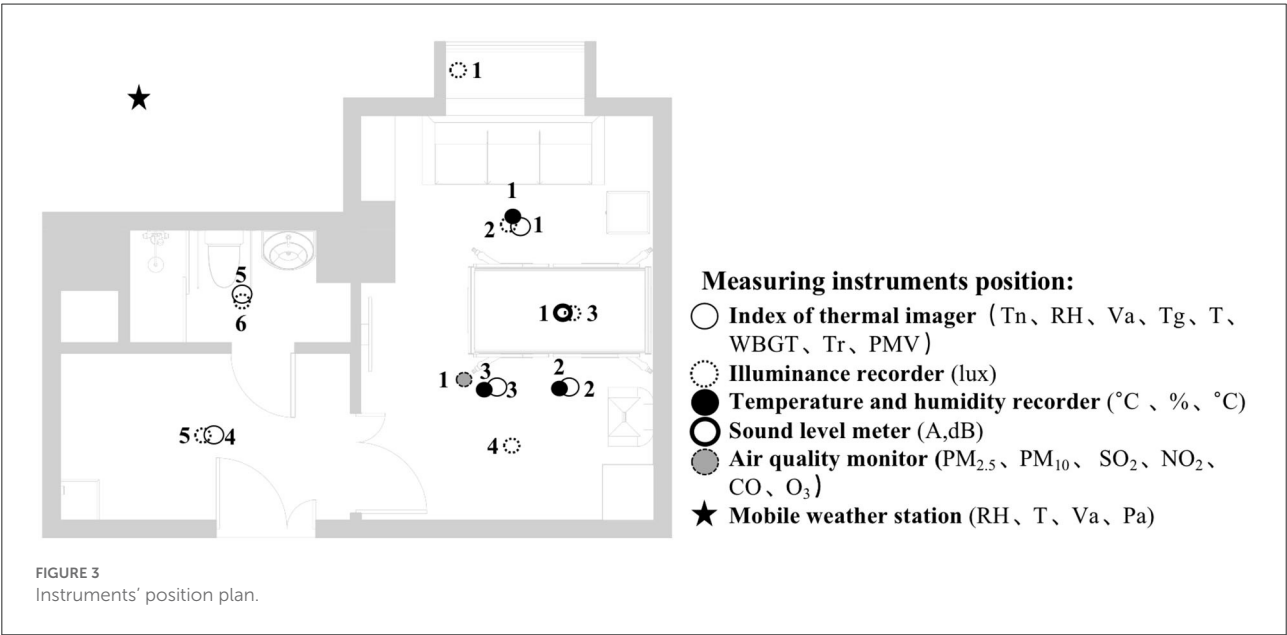 1
1
2 1
5
6
1 3
1 3 3 2 2
5 4
4
Measuring instruments position:
Index of thermal imager (Tn、RH、Va、Tg、T、
WBGT、Tr、PMV)
Illuminance recorder (lux)
Temperature and humidity recorder (°C 、%、°C)
Sound level meter (A,dB)
Air quality monitor (PM2.5、PM10、 SO2、NO2、
CO、O3)
Mobile weather station (RH、T、Va、Pa)
FIGURE 3
Instruments' position plan.